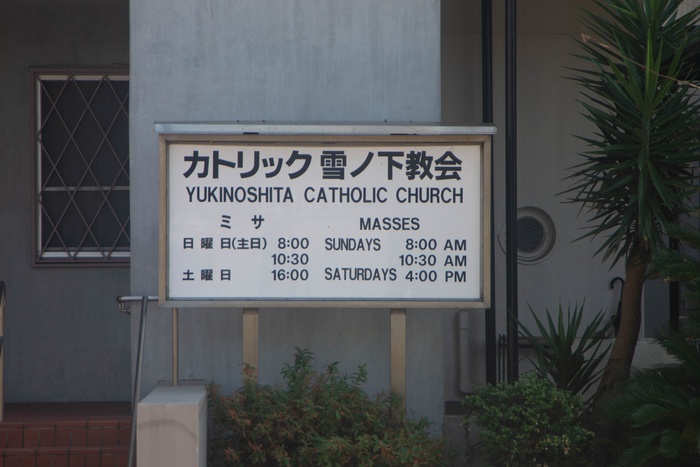 カトリック 雪ノ下教会
YUKINOSHITA CATHOLIC CHURCH
ミ サ MASSES
日 曜 日(主日) 8:00 SUNDAYS 8:00 AM
10:30 10:30 AM
土 曜 日 16:00 SATURDAYS 4:00 PM